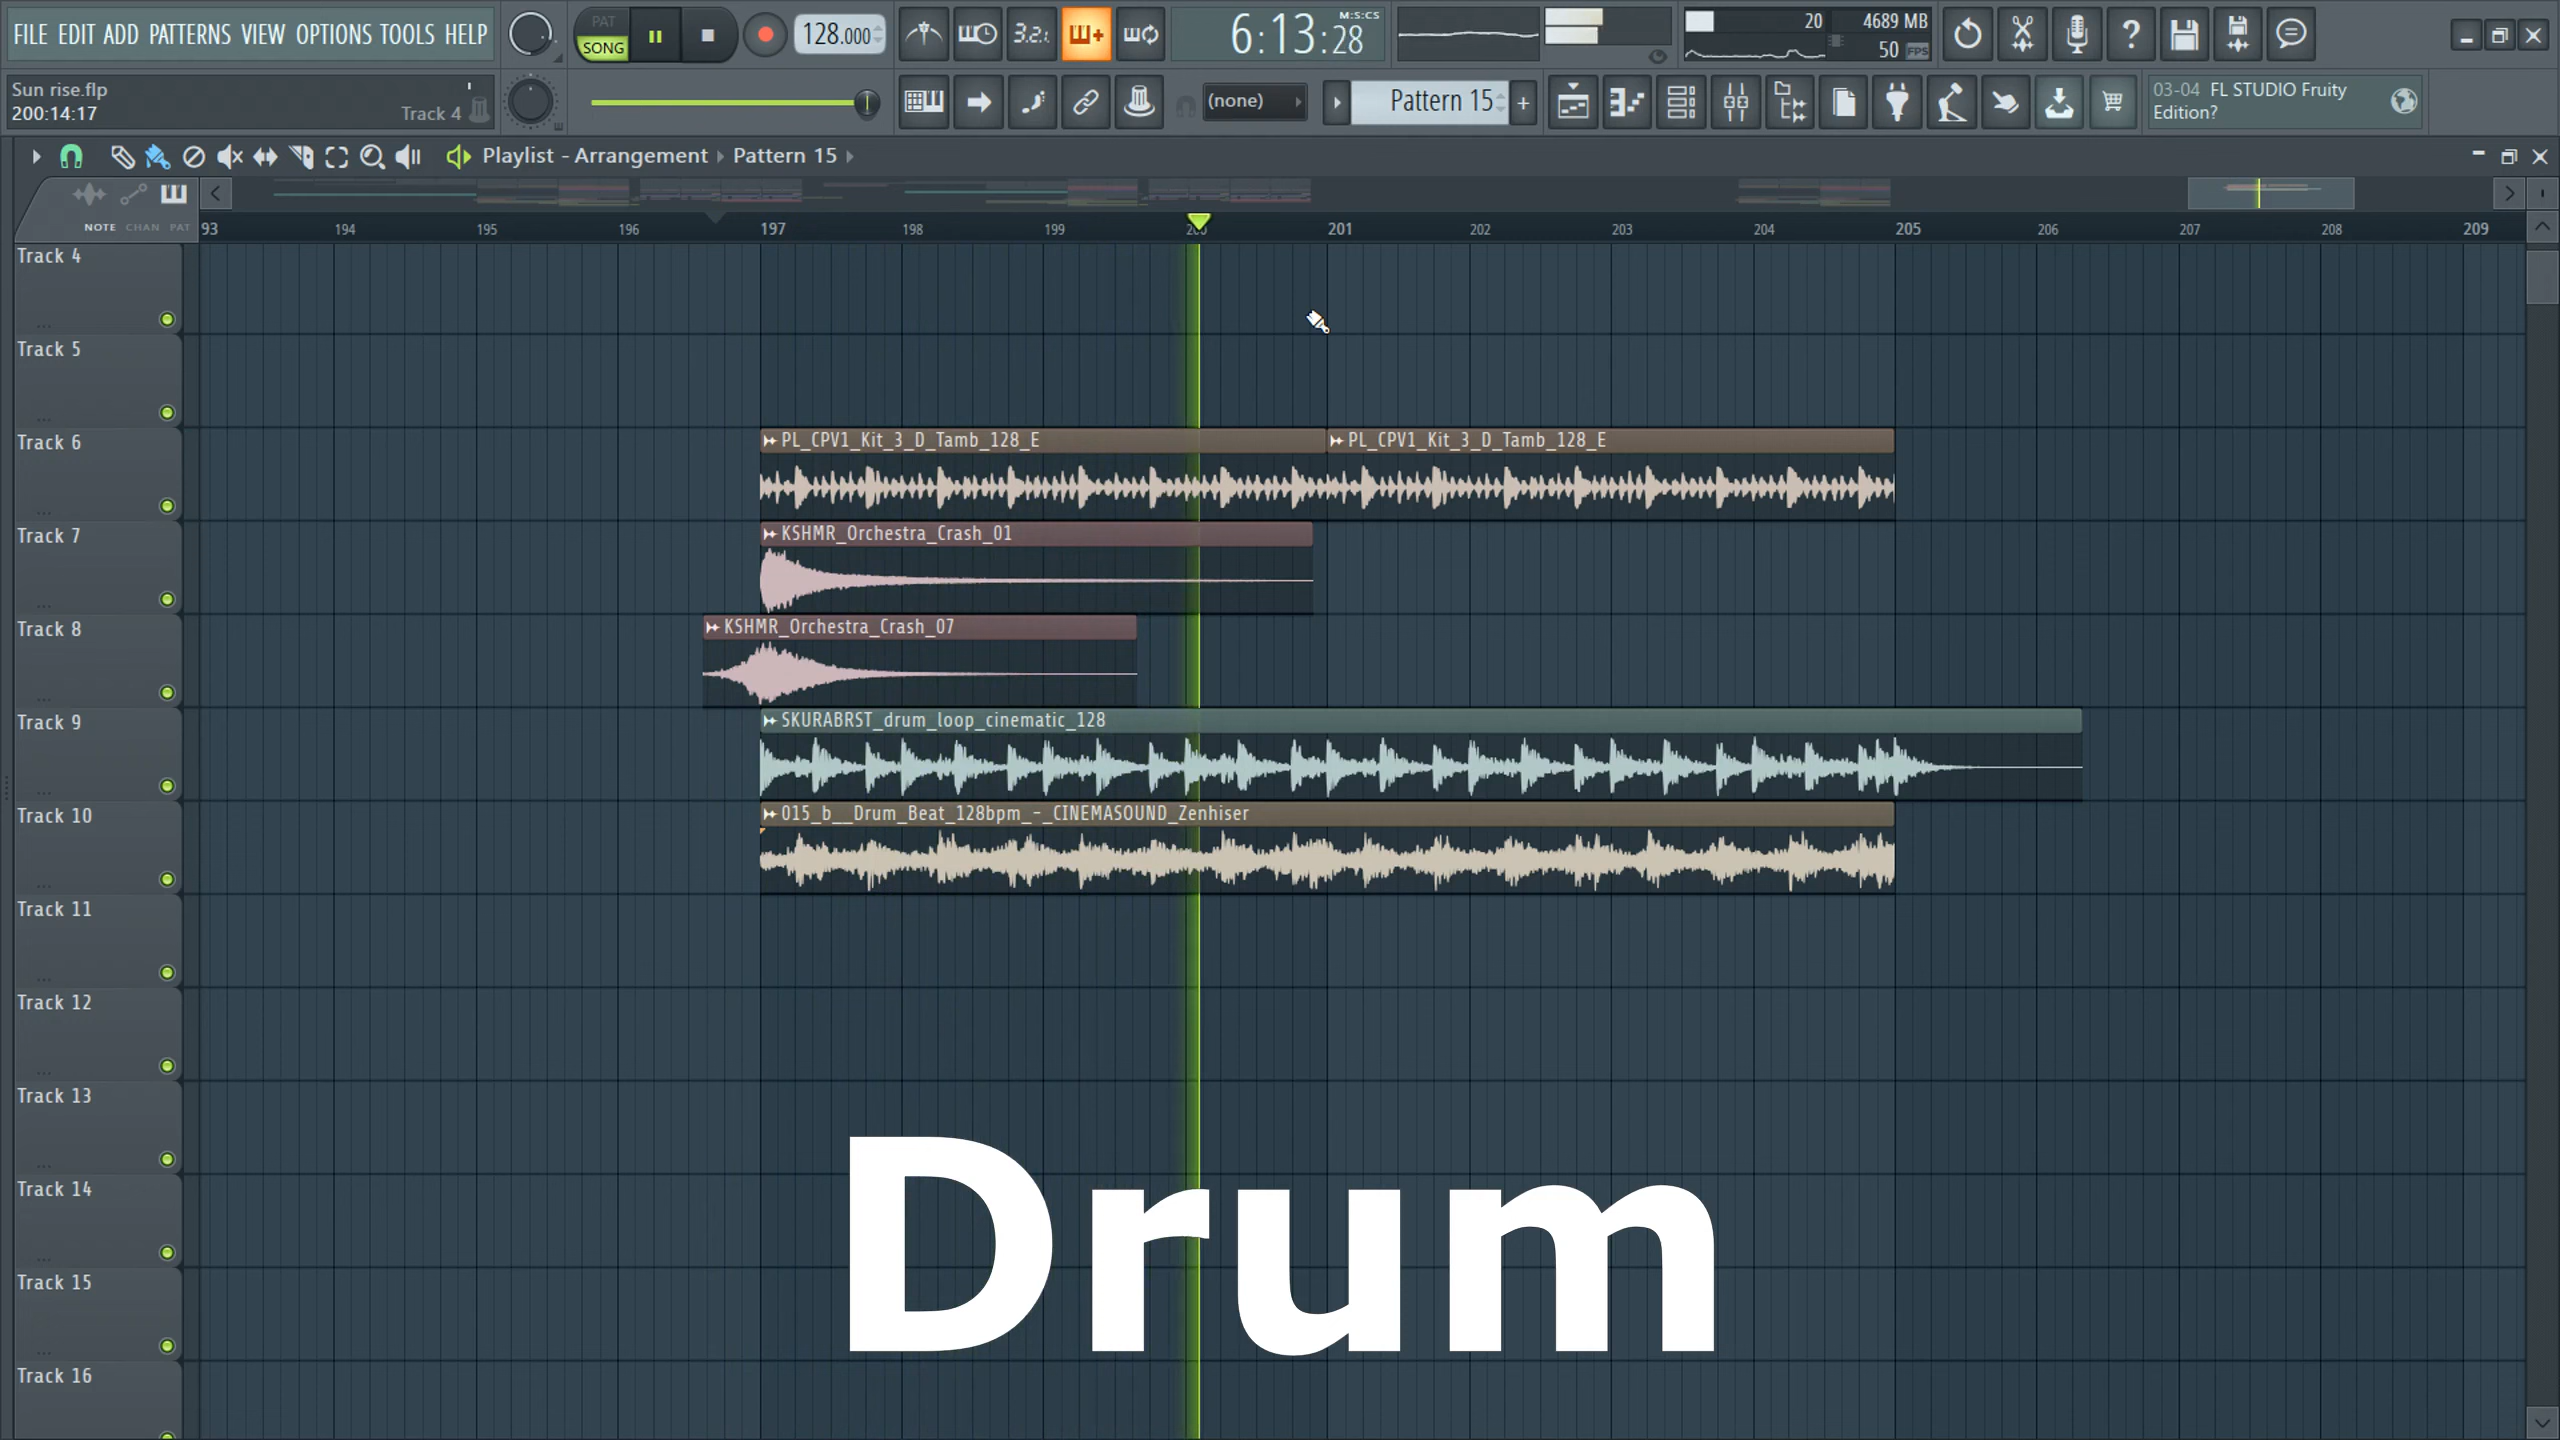 FILE EDIT ADD PATTERNS VIEW OPTIONS TOOLS HELP
PAT
SONG
128.000
3.2.
6:13:28
M:S:CS
20
4689 MB
50 FPS
Sun rise.flp
200:14:17
Track 4
(none)
Pattern 15
+
03-04 FL STUDIO Fruity
Edition?
Playlist - Arrangement Pattern 15
NOTE CHAN PAT
93 194 195 196 197 198 199 200 201 202 203 204 205 206 207 208 209
Track 4
Track 5
Track 6
PL_CPV1_Kit_3_D_Tamb_128_E
PL_CPV1_Kit_3_D_Tamb_128_E
Track 7
KSHMR_Orchestra_Crash_01
Track 8
KSHMR_Orchestra_Crash_07
Track 9
SKURABRST_drum_loop_cinematic_128
Track 10
015_b__Drum_Beat_128bpm_-_CINEMASOUND_Zenhiser
Track 11
Track 12
Track 13
Track 14
Track 15
Track 16
Drum